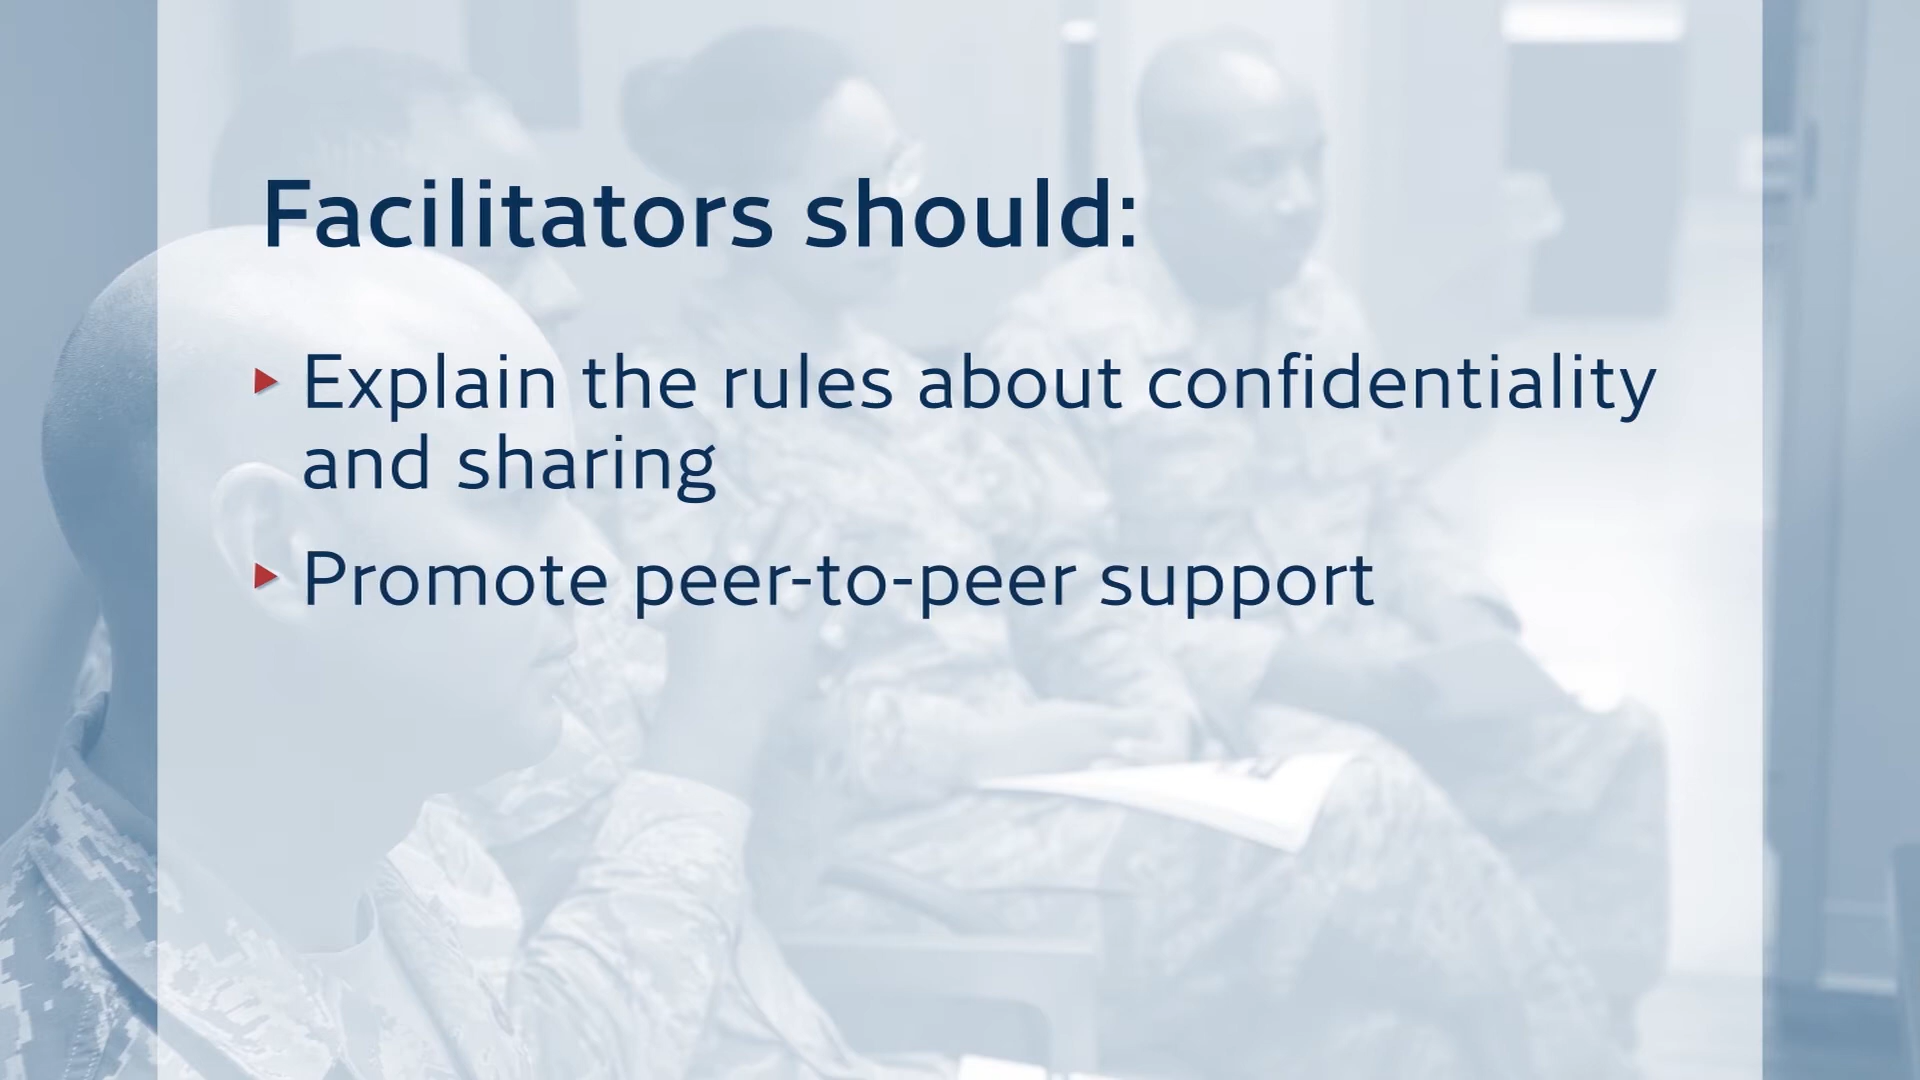 Facilitators should:
Explain the rules about confidentiality
and sharing
Promote peer-to-peer support